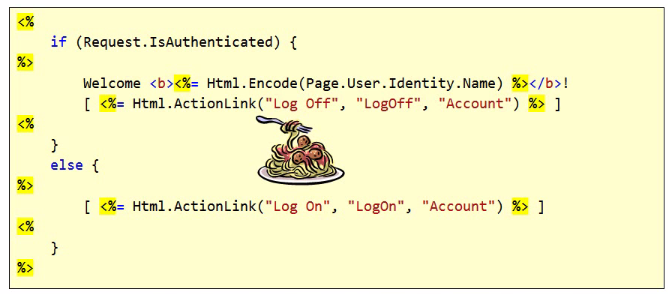 <%
if (Request.IsAuthenticated) {
%>
Welcome <b><%= Html.Encode(Page.User.Identity.Name) %></b>!
[ <%= Html.ActionLink("Log Off", "LogOff", "Account") %> ]
<%
}
else {
%>
[ <%= Html.ActionLink("Log On", "LogOn", "Account") %> ]
<%
}
%>